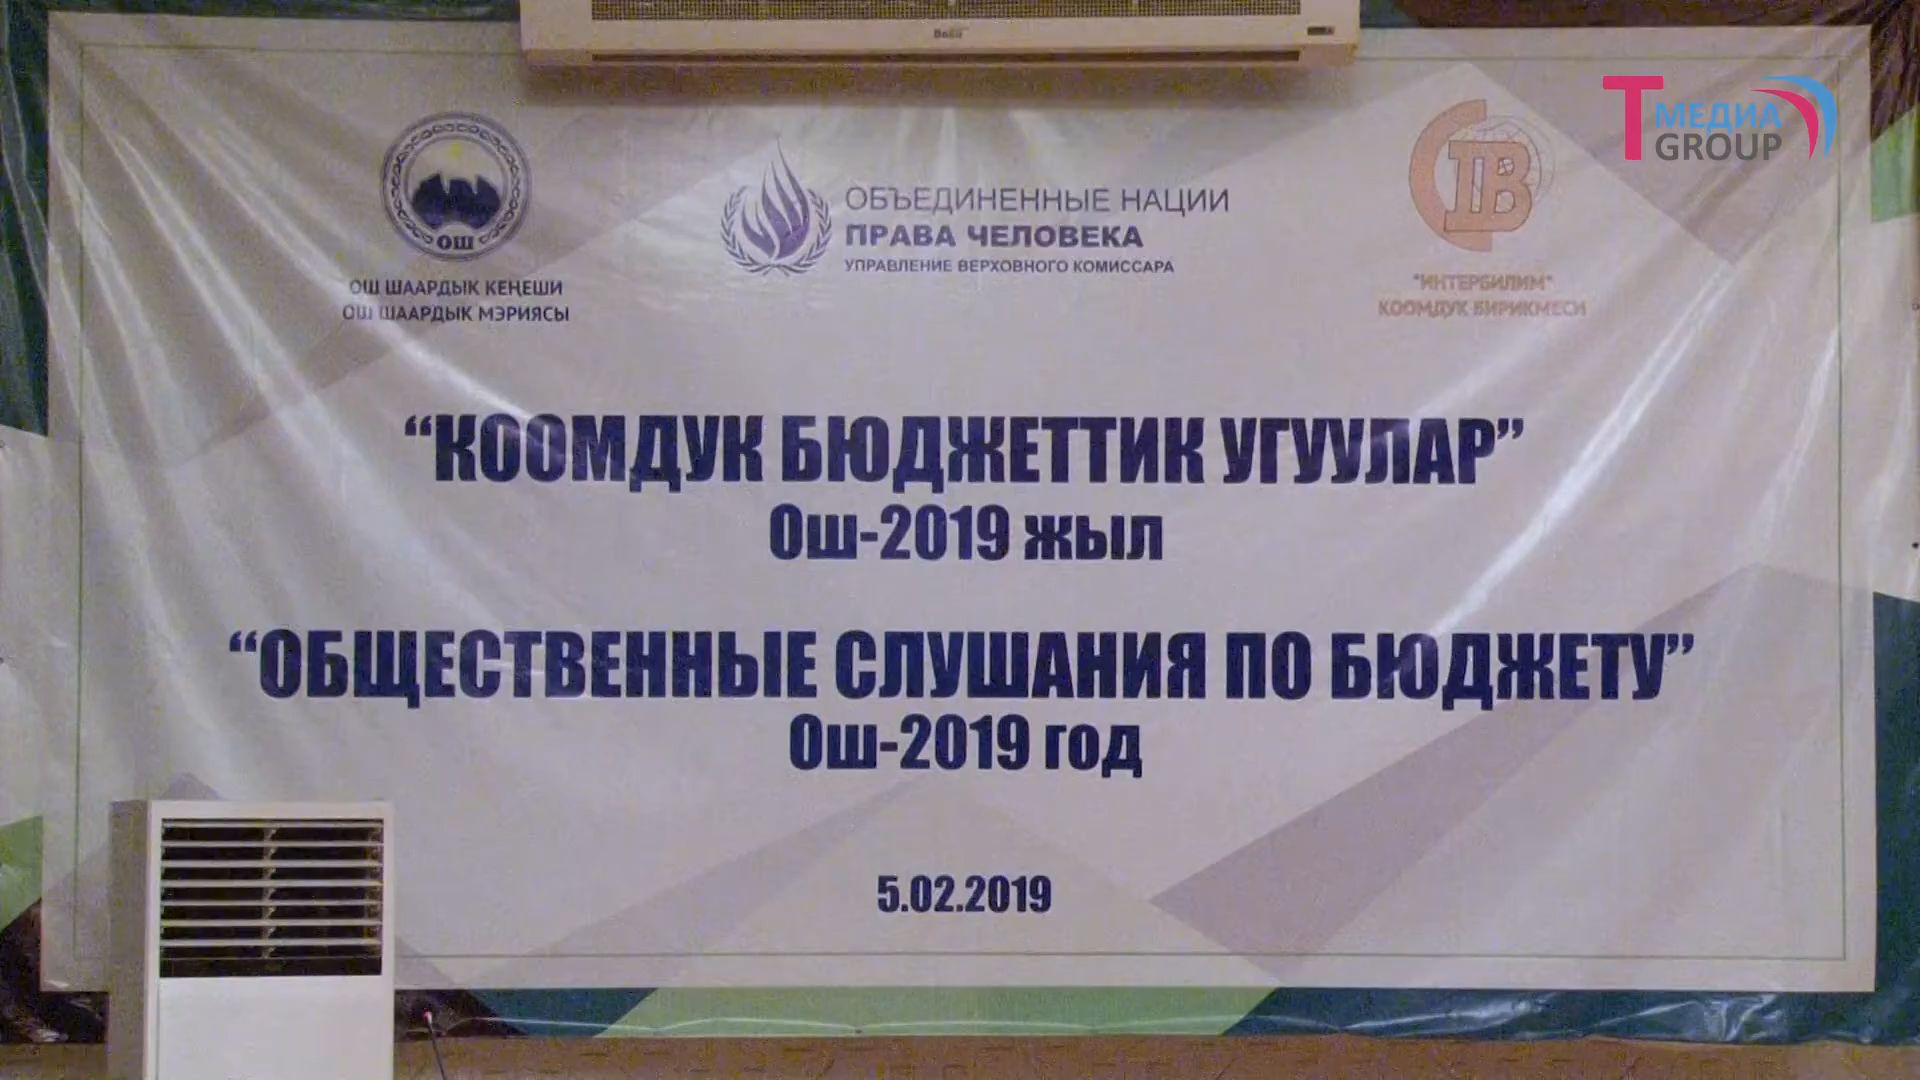 Т МЕДИА
GROUP
ОШ
ОШ ШААРДЫК КЕҢЕШИ
ОШ ШААРДЫК МЭРИЯСЫ
ОБЪЕДИНЕННЫЕ НАЦИИ
ПРАВА ЧЕЛОВЕКА
УПРАВЛЕНИЕ ВЕРХОВНОГО КОМИССАРА
"ИНТЕРБИЛИМ"
КООМДУК БИРИКМЕСИ
“КООМДУК БЮДЖЕТТИК УГУУЛАР”
Ош-2019 жыл
“ОБЩЕСТВЕННЫЕ СЛУШАНИЯ ПО БЮДЖЕТУ”
Ош-2019 год
5.02.2019